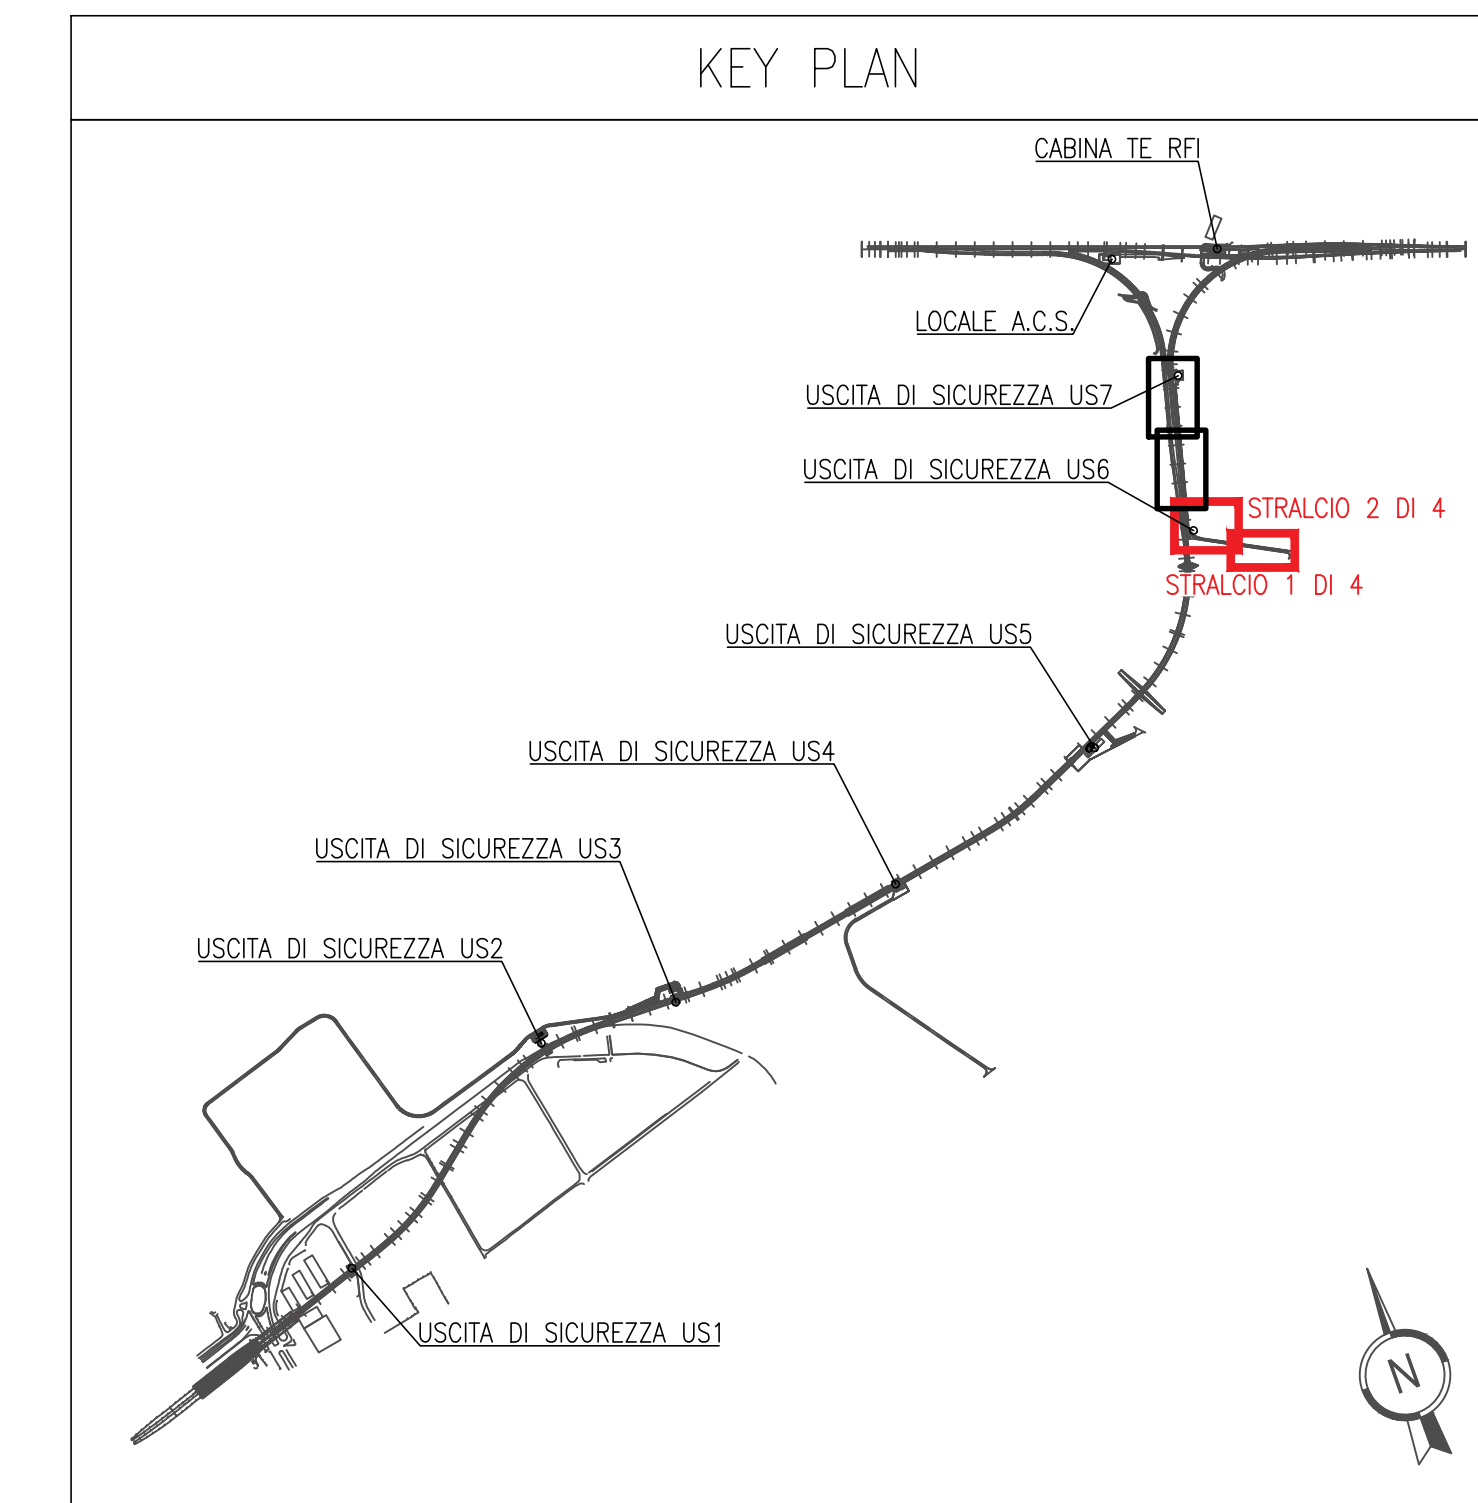 KEY PLAN
CABINA TE RFI
LOCALE A.C.S.
USCITA DI SICUREZZA US7
USCITA DI SICUREZZA US6
STRALCIO 2 DI 4
STRALCIO 1 DI 4
USCITA DI SICUREZZA US5
USCITA DI SICUREZZA US4
USCITA DI SICUREZZA US3
USCITA DI SICUREZZA US2
USCITA DI SICUREZZA US1
N